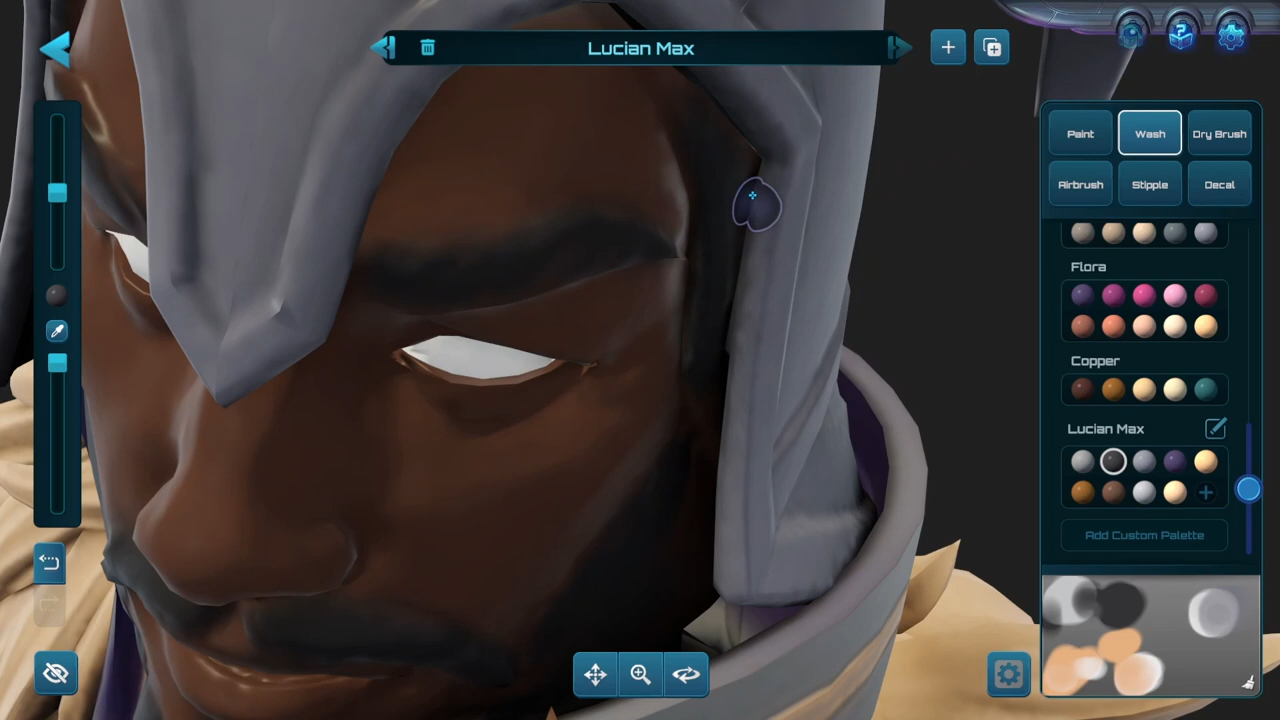 Lucian Max
Paint
Wash
Dry Brush
Airbrush
Stipple
Decal
Flora
Copper
Lucian Max
Add Custom Palette